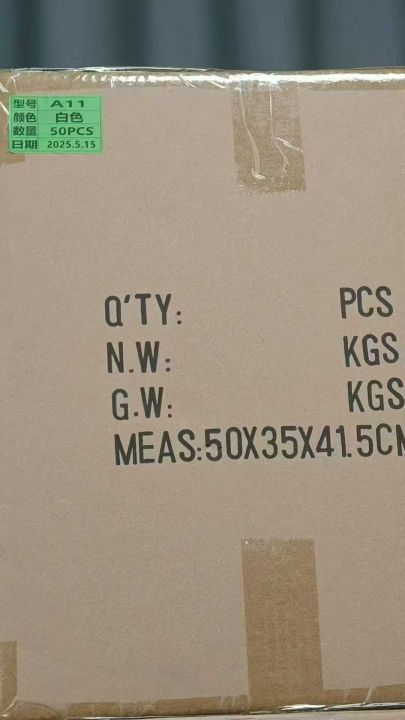 型号 A11
颜色 白色
数量 50PCS
日期 2025.5.15
Q'TY: PCS
N.W: KGS
G.W: KGS
MEAS:50X35X41.5CM